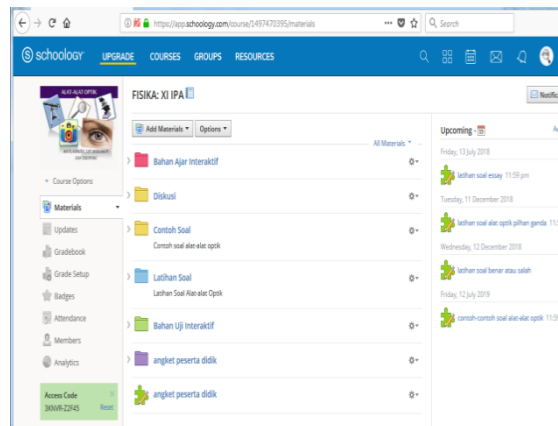 https://app.schoology.com/course/1497470395/materials
Search
schoology
UPGRADE
COURSES
GROUPS
RESOURCES
ALAT-ALAT OPTIK
FISIKA: XI IPA
Notific
Add Materials
Options
All Materials
Course Options
Materials
Updates
Gradebook
Grade Setup
Badges
Attendance
Members
Analytics
Access Code
Reset
Bahan Ajar Interaktif
Diskusi
Contoh Soal
Contoh soal alat-alat optik
Latihan Soal
Latihan Soal Alat-alat Optik
Bahan Uji Interaktif
angket peserta didik
angket peserta didik
Upcoming
Friday, 13 July 2018
latihan soal essay 11:59 pm
Tuesday, 11 December 2018
latihan soal alat optik pilihan ganda 11:5
Wednesday, 12 December 2018
latihan soal benar atau salah
Friday, 12 July 2019
contoh-contoh soal alat-alat optik 11:5